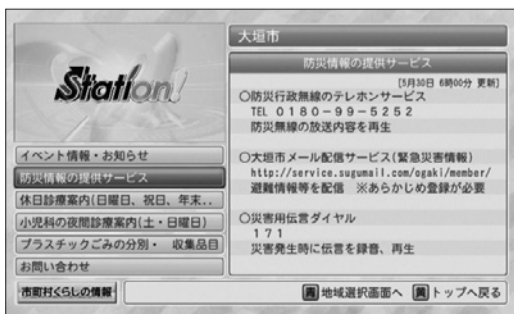 Station!
大垣市
防災情報の提供サービス
[5月30日 6時00分 更新]
○防災行政無線のテレホンサービス
TEL 0180-99-5252
防災無線の放送内容を再生
○大垣市メール配信サービス(緊急災害情報)
http://service.sugumail.com/ogaki/member/
避難情報等を配信 ※あらかじめ登録が必要
○災害用伝言ダイヤル
171
災害発生時に伝言を録音、再生
イベント情報・お知らせ
防災情報の提供サービス
休日診療案内(日曜日、祝日、年末..
小児科の夜間診療案内(土・日曜日)
プラスチックごみの分別・ 収集品目
お問い合わせ
市町村くらしの情報
青 地域選択画面へ 黄 トップへ戻る